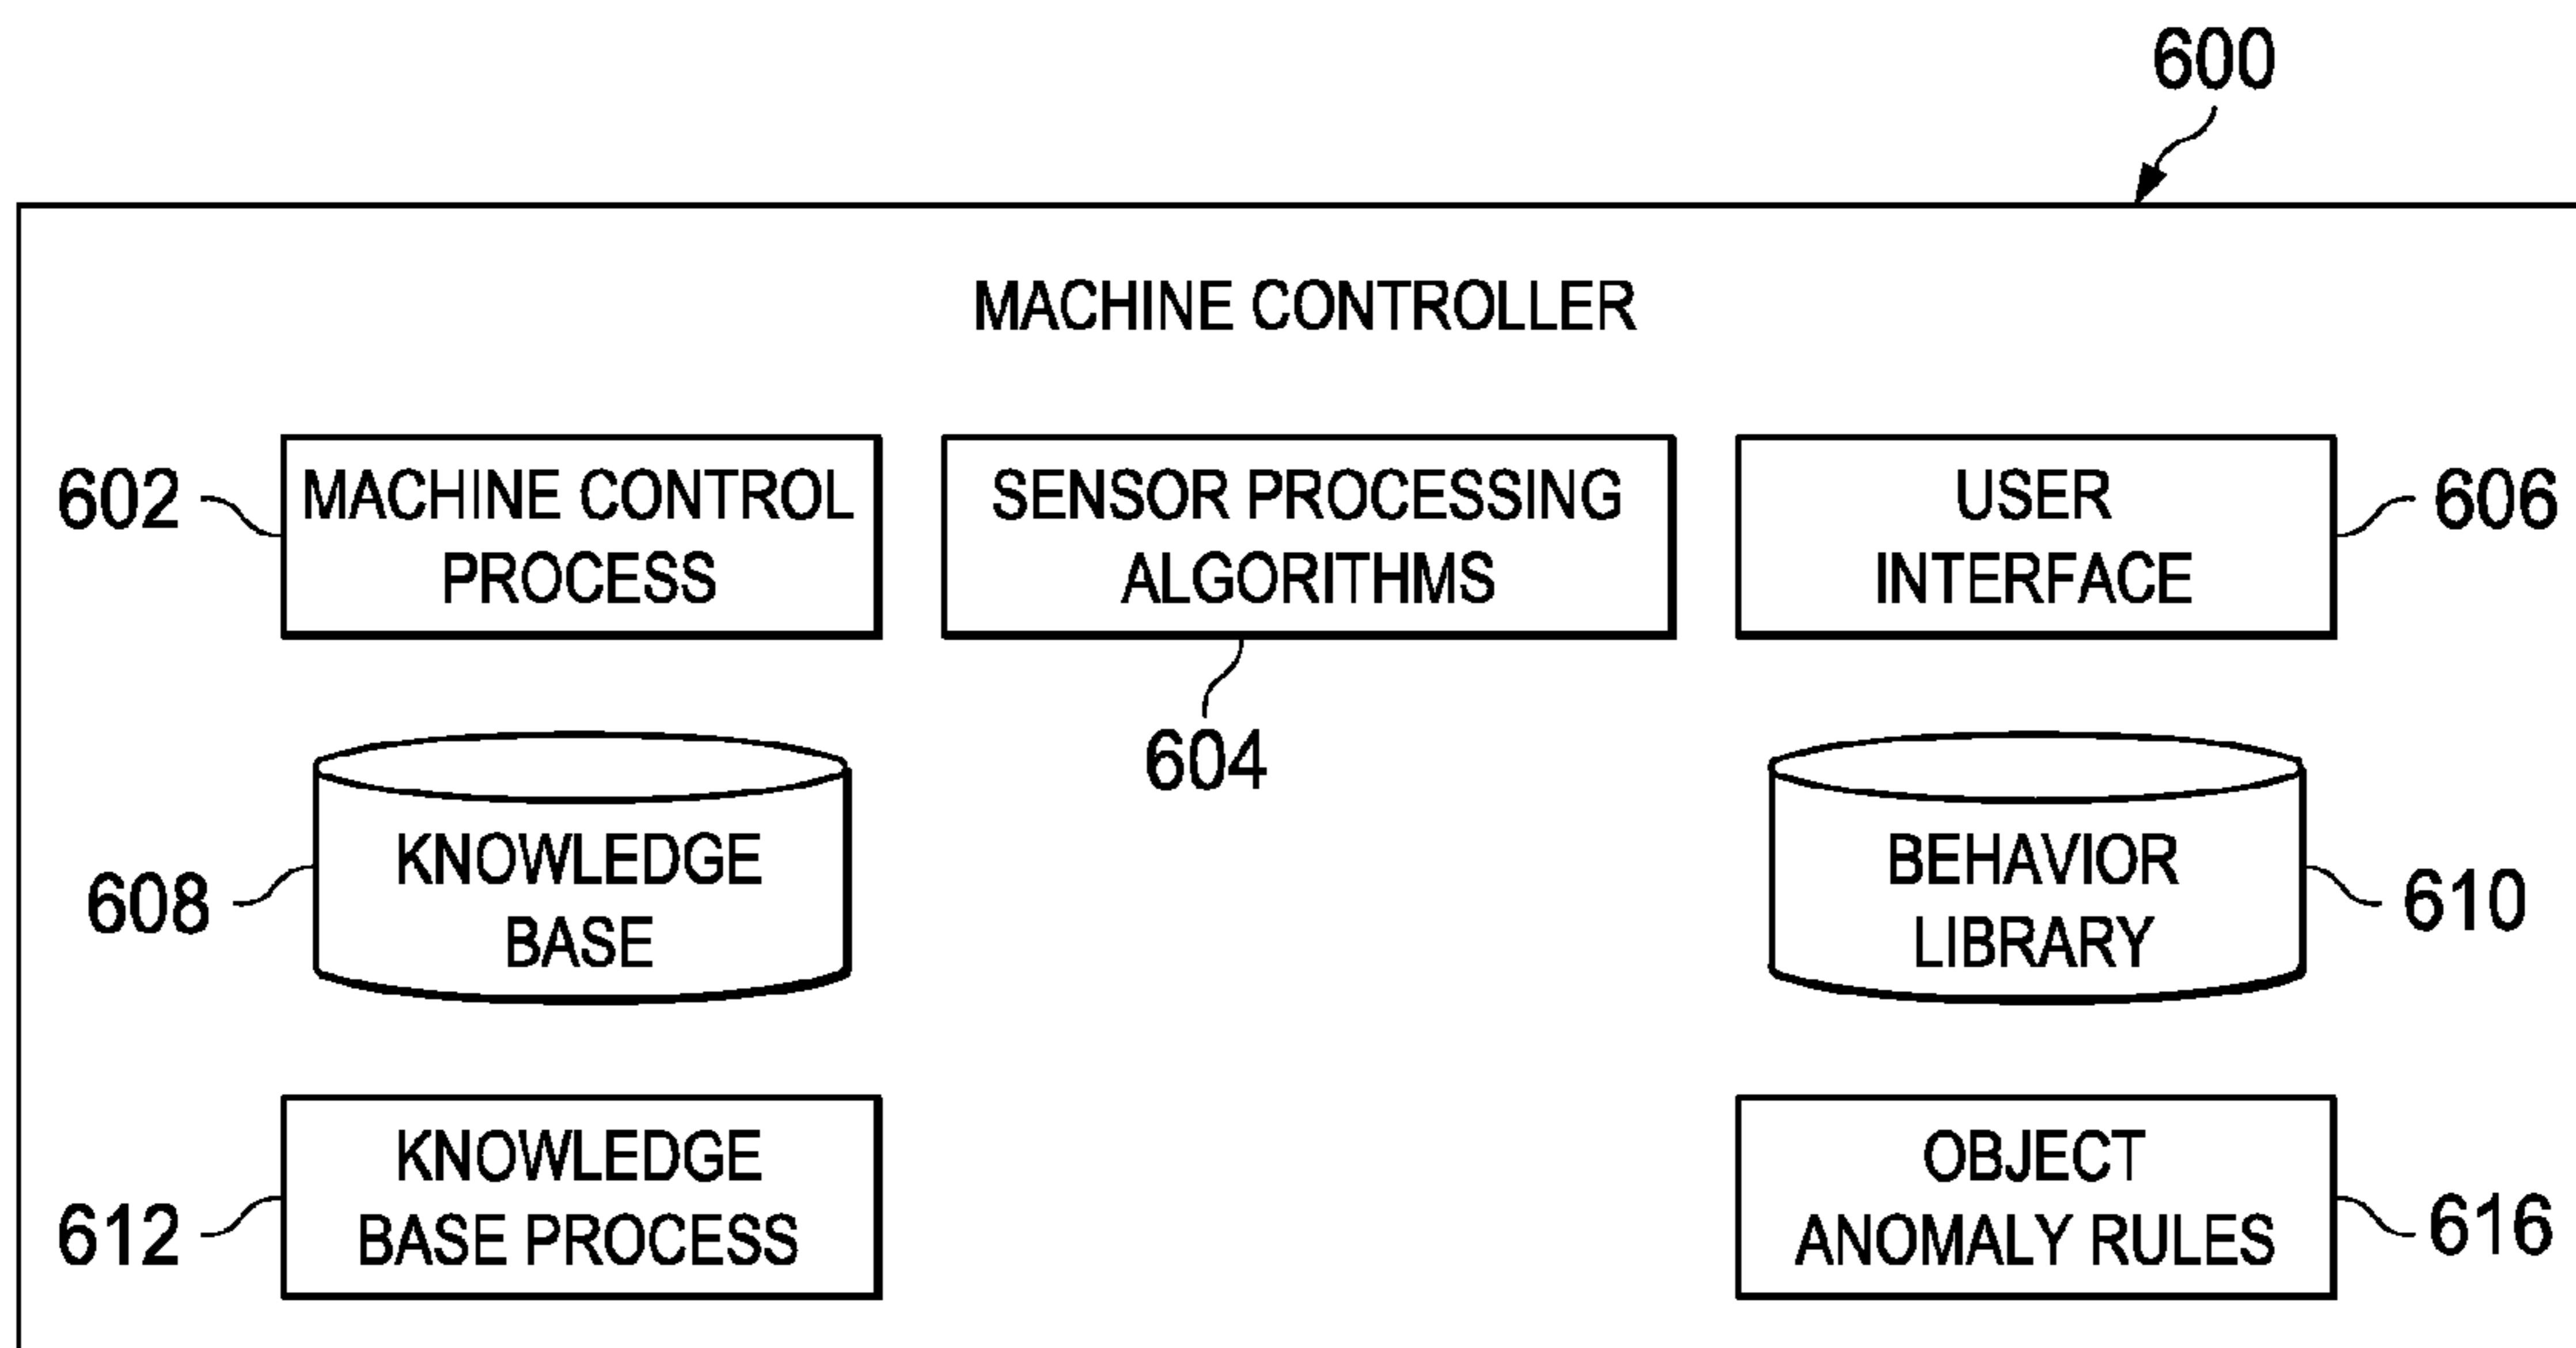 600
MACHINE CONTROLLER
602
MACHINE CONTROL
PROCESS
SENSOR PROCESSING
ALGORITHMS
604
USER
INTERFACE
606
608
KNOWLEDGE
BASE
BEHAVIOR
LIBRARY
610
612
KNOWLEDGE
BASE PROCESS
OBJECT
ANOMALY RULES
616